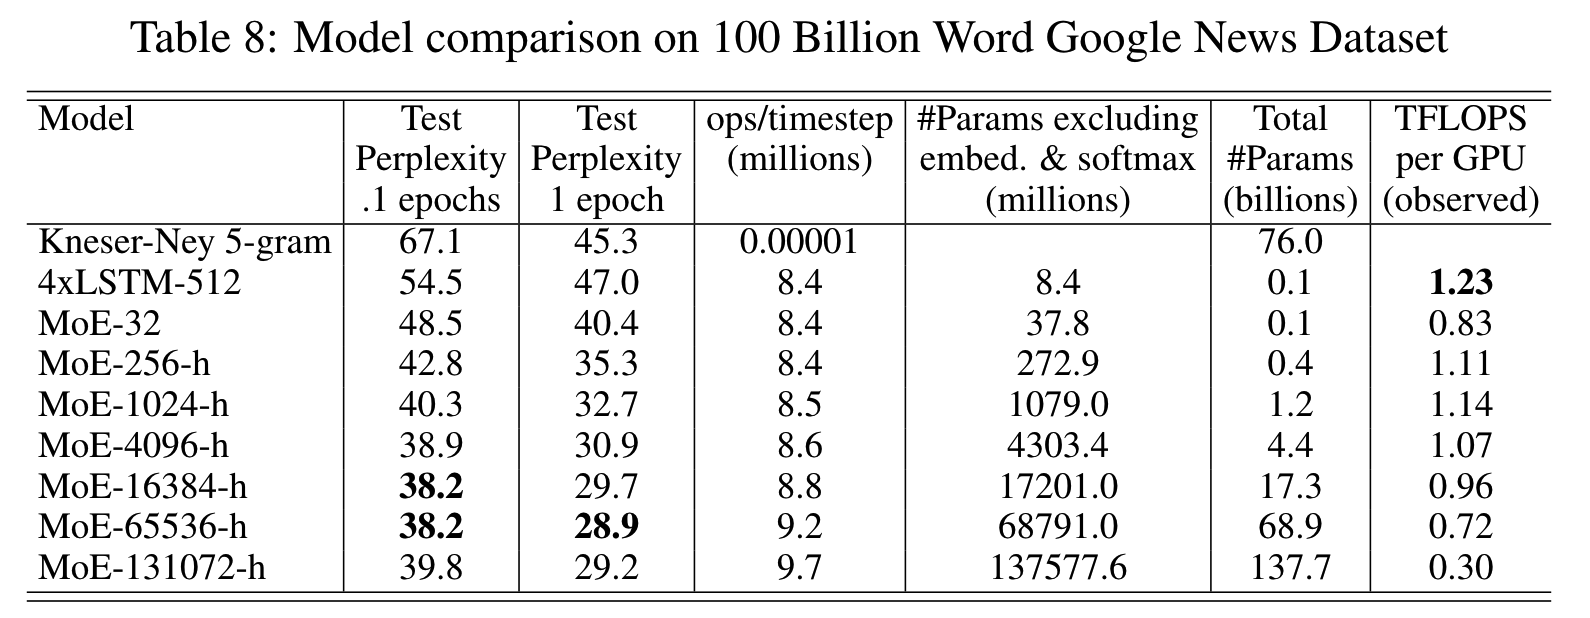 Table 8: Model comparison on 100 Billion Word Google News Dataset
Model Test Test ops/timestep #Params excluding Total TFLOPS
Perplexity Perplexity (millions) embed. & softmax #Params per GPU
.1 epochs 1 epoch (millions) (billions) (observed)
Kneser-Ney 5-gram 67.1 45.3 0.00001 76.0
4xLSTM-512 54.5 47.0 8.4 8.4 0.1 1.23
MoE-32 48.5 40.4 8.4 37.8 0.1 0.83
MoE-256-h 42.8 35.3 8.4 272.9 0.4 1.11
MoE-1024-h 40.3 32.7 8.5 1079.0 1.2 1.14
MoE-4096-h 38.9 30.9 8.6 4303.4 4.4 1.07
MoE-16384-h 38.2 29.7 8.8 17201.0 17.3 0.96
MoE-65536-h 38.2 28.9 9.2 68791.0 68.9 0.72
MoE-131072-h 39.8 29.2 9.7 137577.6 137.7 0.30